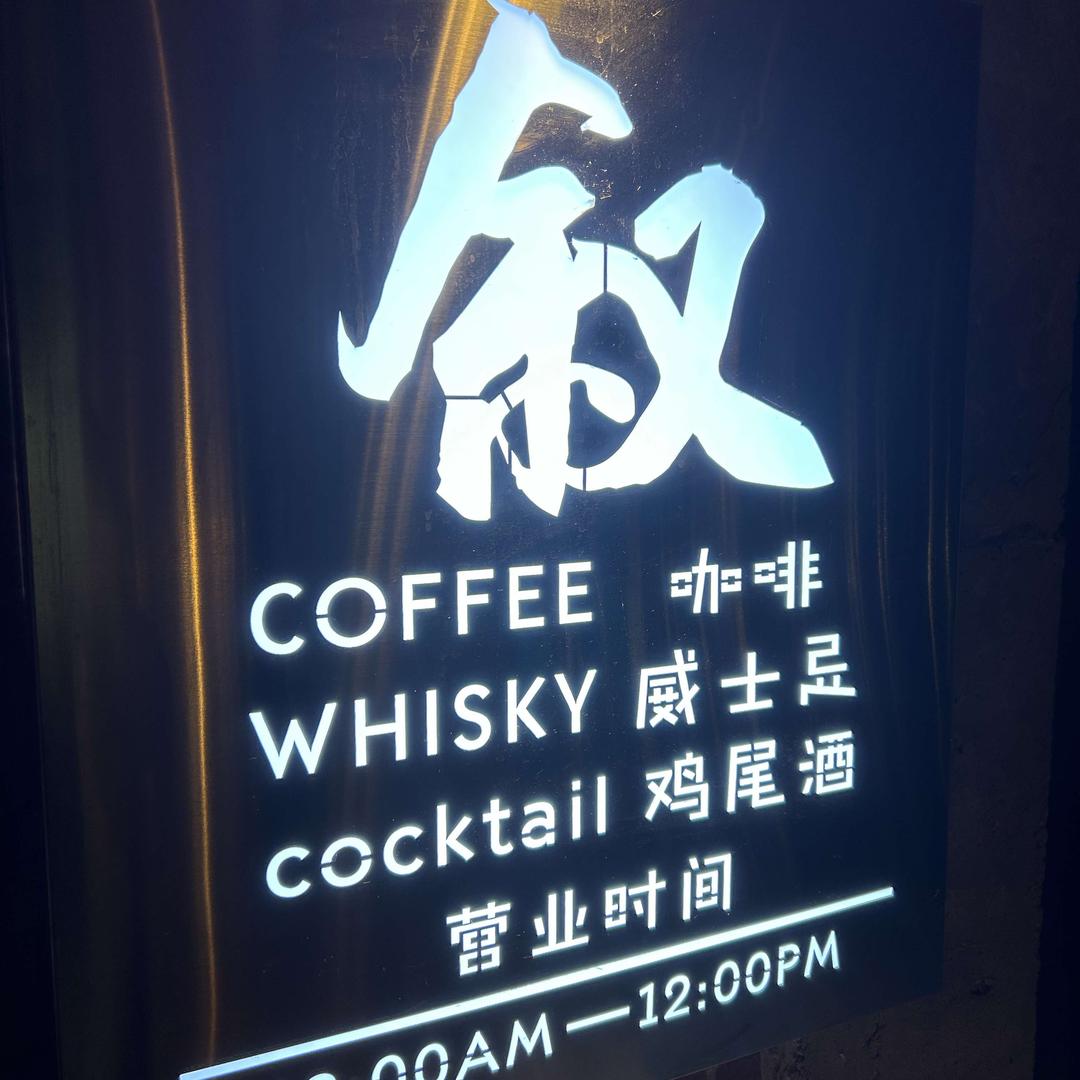 叙
COFFEE 咖啡
WHISKY 威士忌
cocktail 鸡尾酒
营业时间
:00AM—12:00PM